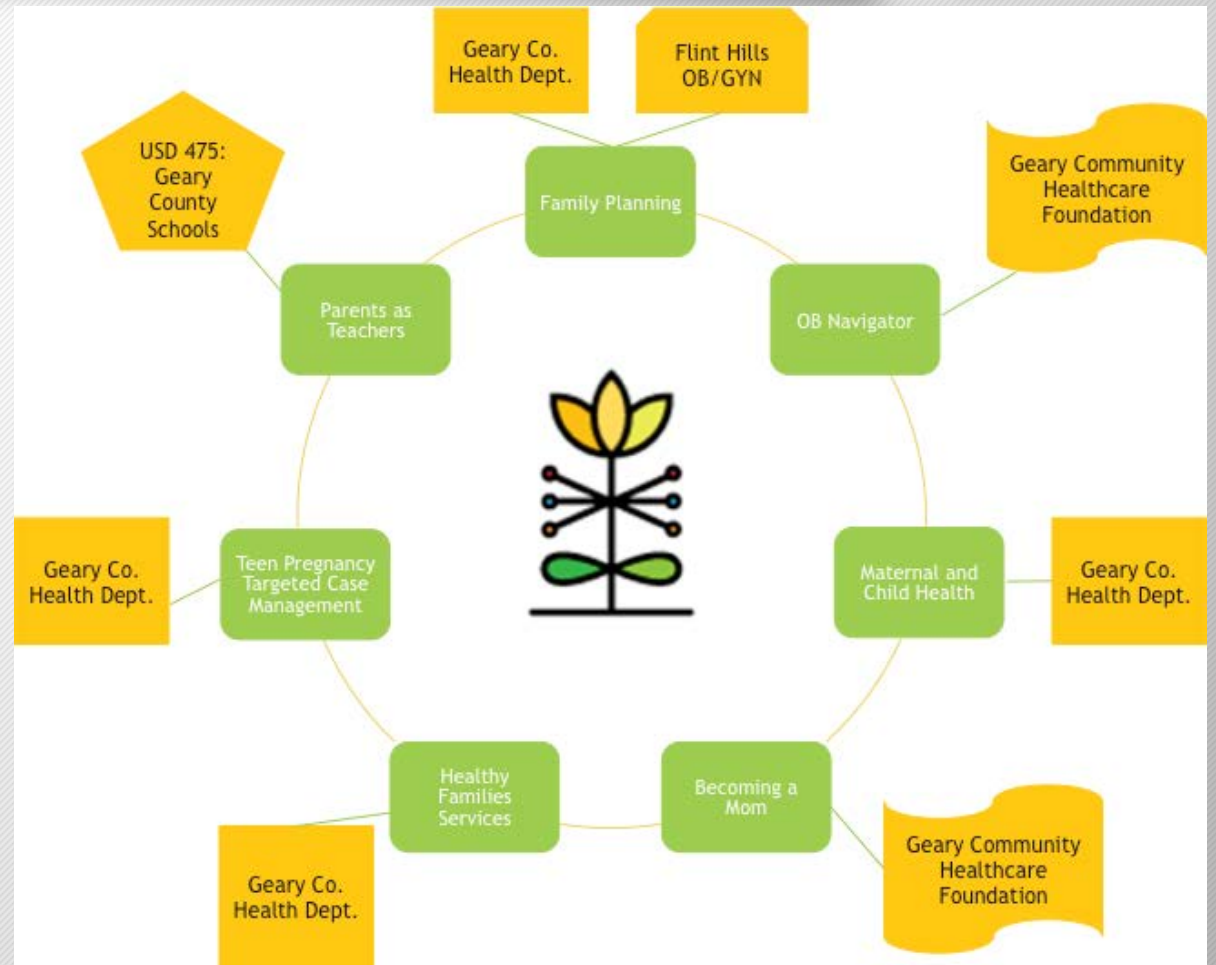 Geary Co.
Health Dept.
Flint Hills
OB/GYN
USD 475:
Geary
County
Schools
Geary Community
Healthcare
Foundation
Family Planning
Parents as
Teachers
OB Navigator
Geary Co.
Health Dept.
Teen Pregnancy
Targeted Case
Management
Maternal and
Child Health
Geary Co.
Health Dept.
Healthy
Families
Services
Becoming a
Mom
Geary Co.
Health Dept.
Geary Community
Healthcare
Foundation